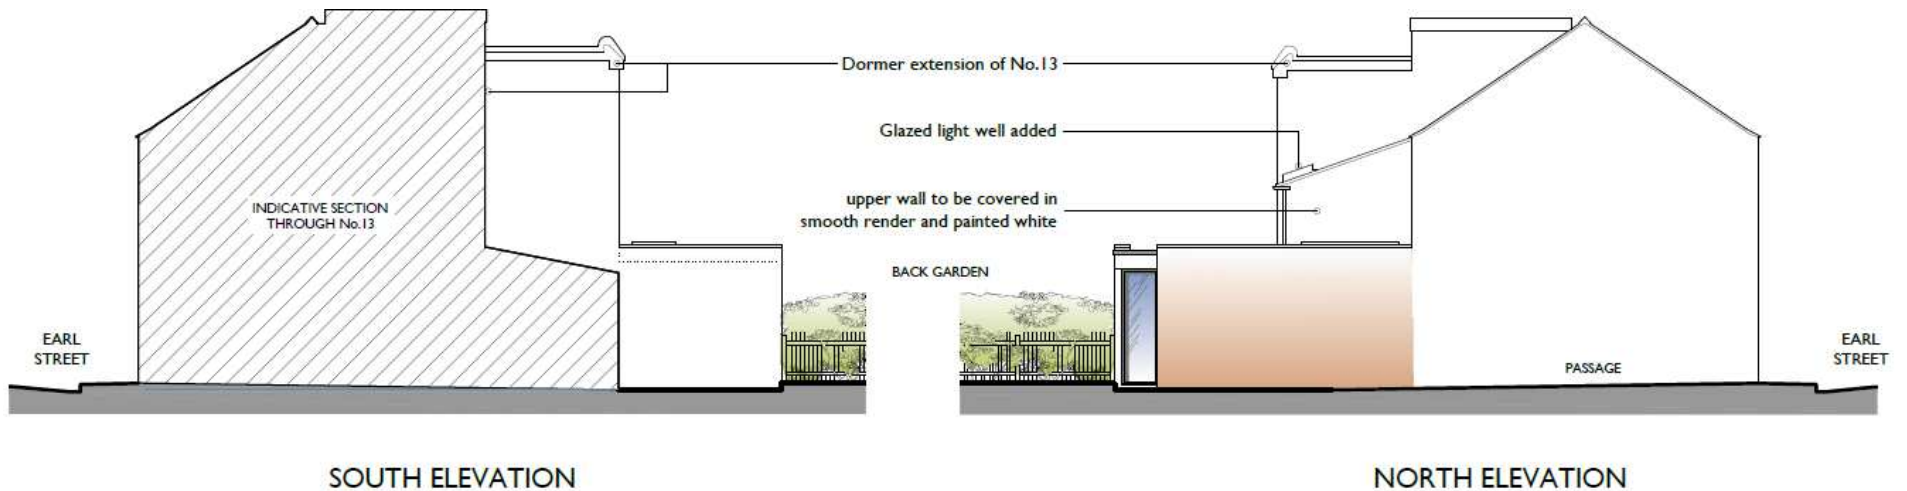 Dormer extension of No.13
Glazed light well added
upper wall to be covered in
smooth render and painted white
INDICATIVE SECTION
THROUGH No.13
BACK GARDEN
EARL
STREET
PASSAGE
EARL
STREET
SOUTH ELEVATION
NORTH ELEVATION